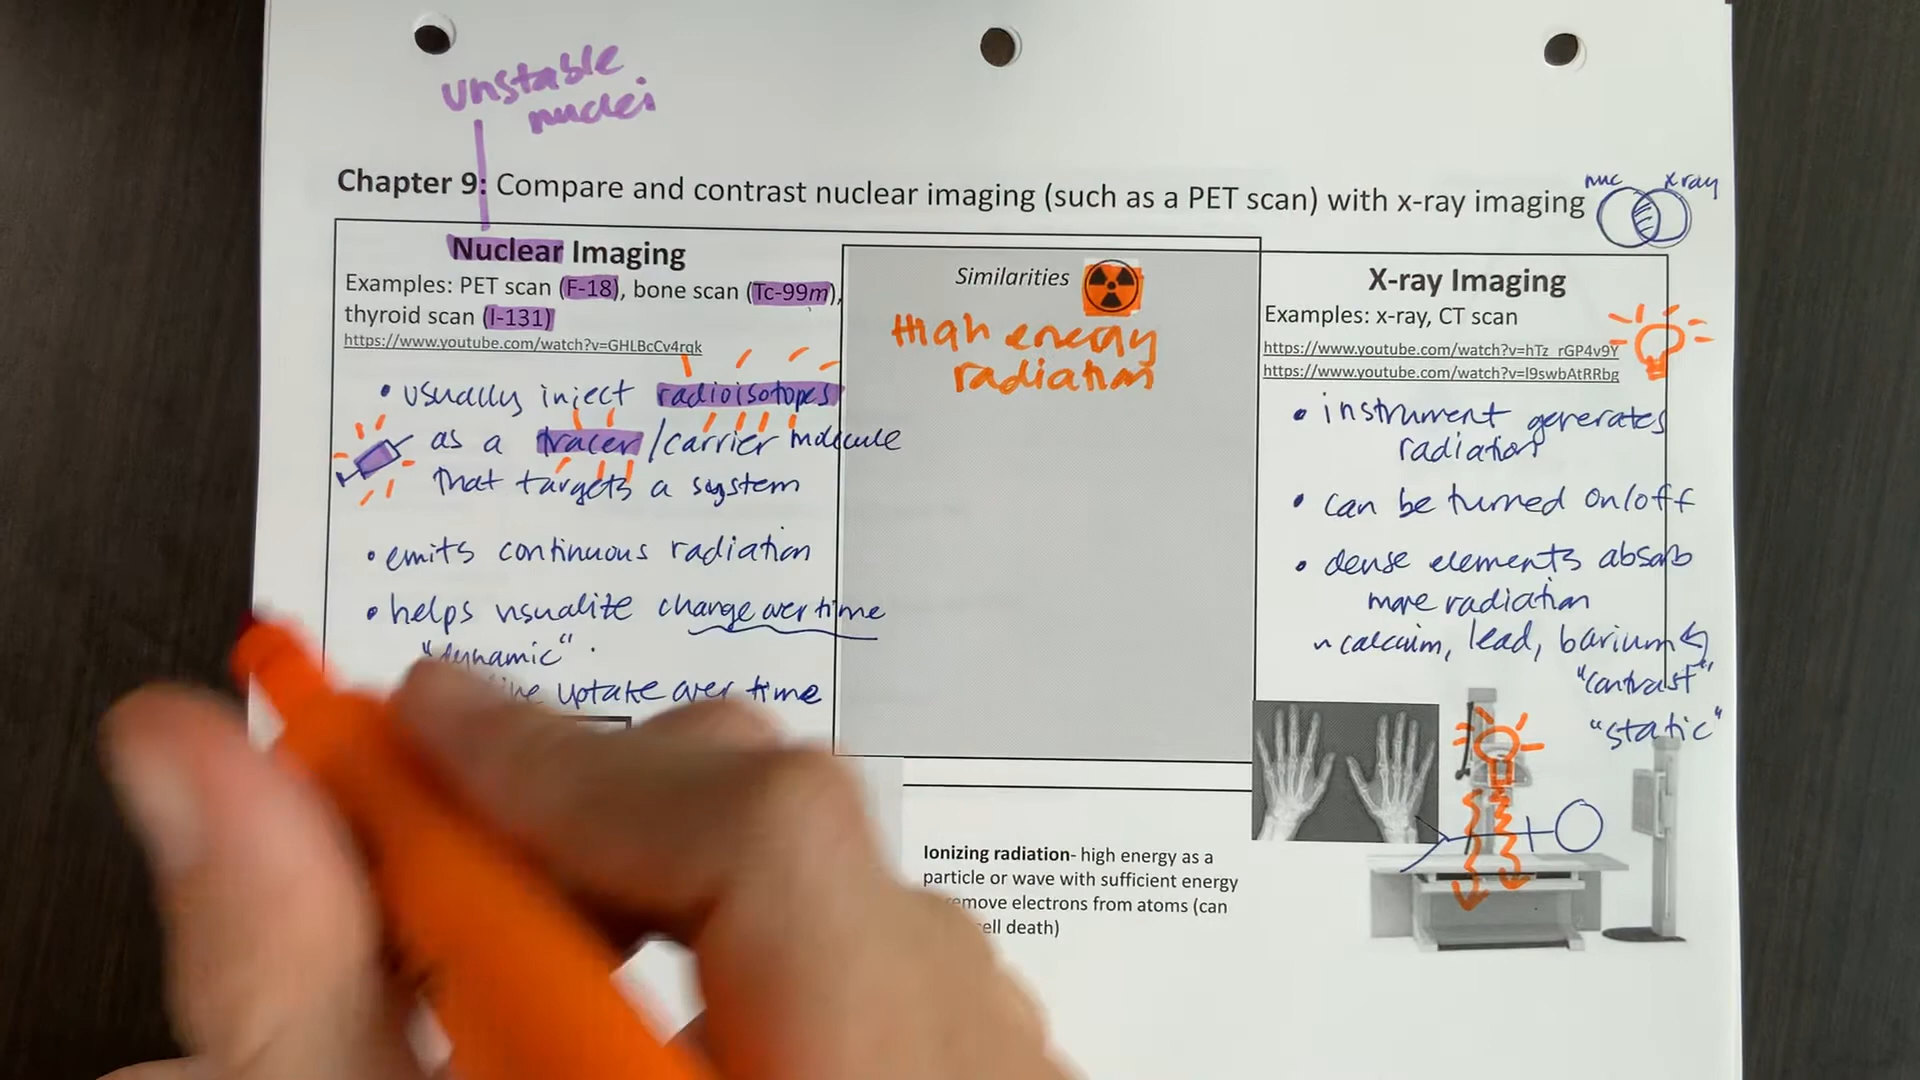 unstable
nuclei
Chapter 9: Compare and contrast nuclear imaging (such as a PET scan) with x-ray imaging
nuc xray
Nuclear Imaging
Examples: PET scan (F-18), bone scan (Tc-99m),
thyroid scan (I-131)
https://www.youtube.com/watch?v=GHLBcCv4rqk
• usually inject radioisotopes
as a tracer/carrier molecule
that targets a system
• emits continuous radiation
• helps visualize change over time
"dynamic"
uptake over time
Similarities
High energy
radiation
X-ray Imaging
Examples: x-ray, CT scan
https://www.youtube.com/watch?v=hTz_rGP4v9Y
https://www.youtube.com/watch?v=l9swbAtRRbg
• instrument generates
radiation
• can be turned on/off
• dense elements absorb
more radiation
~ calcium, lead, barium
"contrast"
"static"
Ionizing radiation- high energy as a
particle or wave with sufficient energy
remove electrons from atoms (can
cell death)